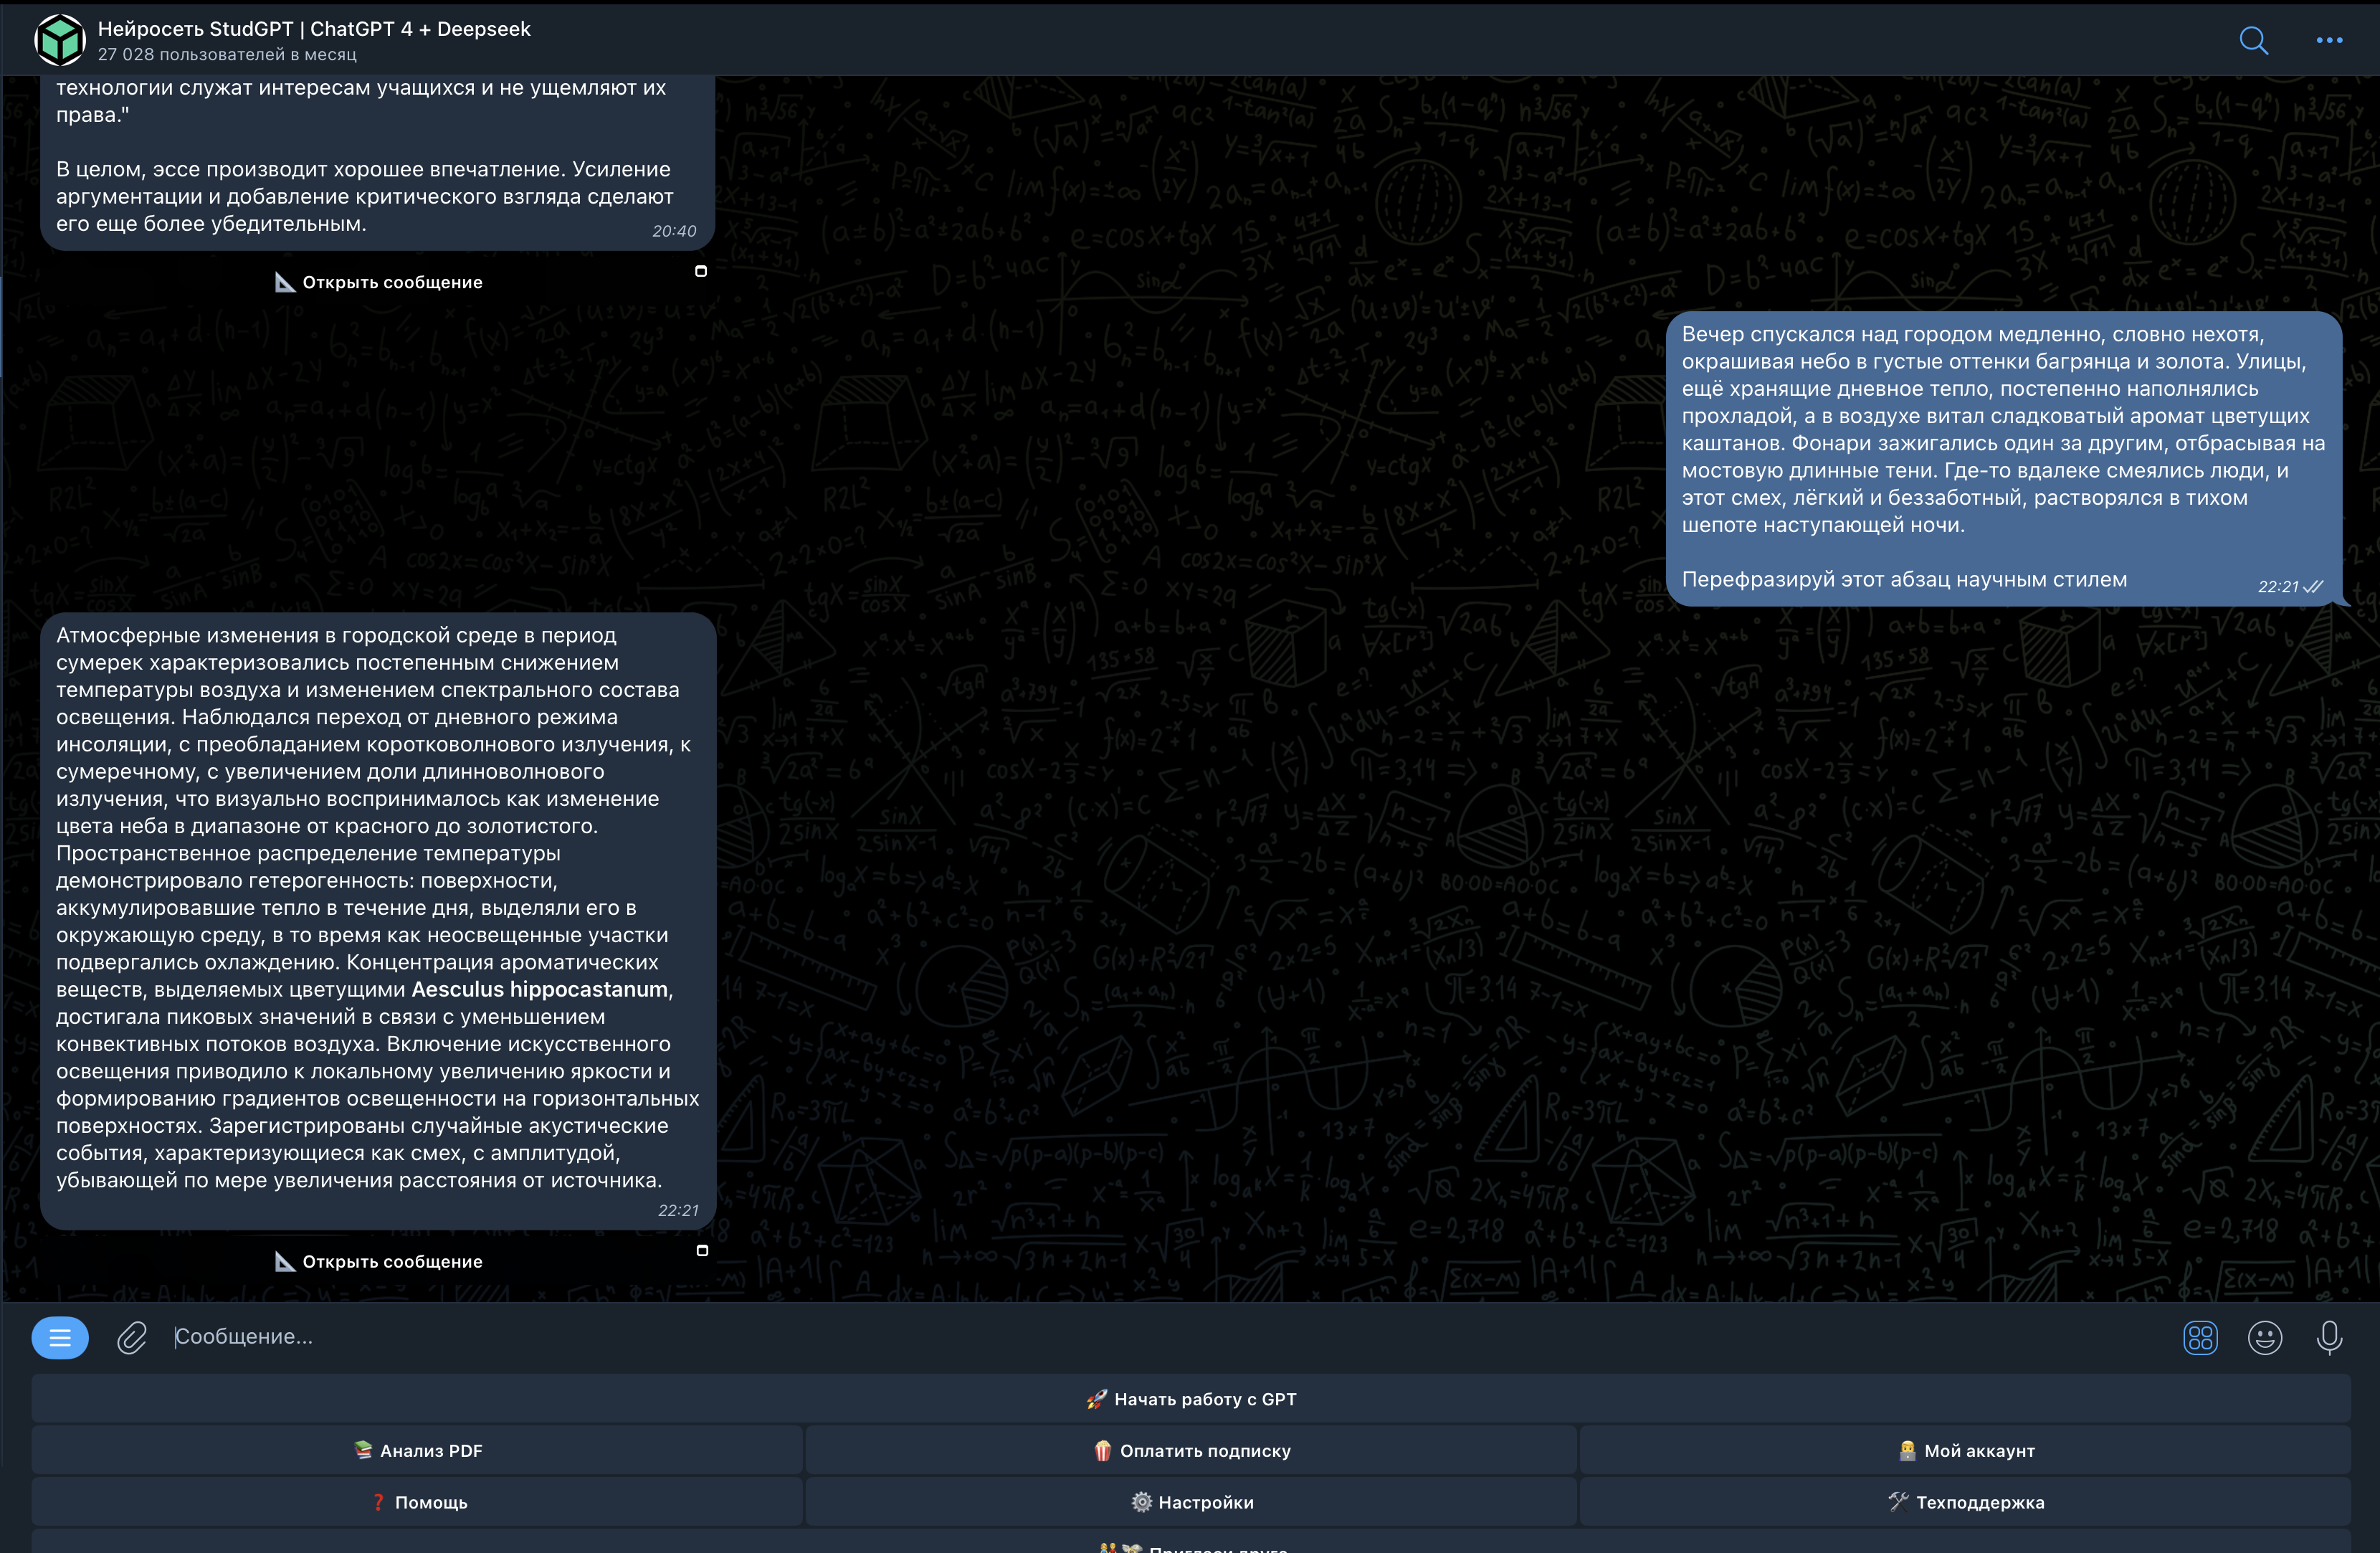 Нейросеть StudGPT | ChatGPT 4 + Deepseek
27 028 пользователей в месяц
технологии служат интересам учащихся и не ущемляют их
права."
В целом, эссе производит хорошее впечатление. Усиление
аргументации и добавление критического взгляда сделают
его еще более убедительным.
20:40
Открыть сообщение
Вечер спускался над городом медленно, словно нехотя,
окрашивая небо в густые оттенки багрянца и золота. Улицы,
ещё хранящие дневное тепло, постепенно наполнялись
прохладой, а в воздухе витал сладковатый аромат цветущих
каштанов. Фонари зажигались один за другим, отбрасывая на
мостовую длинные тени. Где-то вдалеке смеялись люди, и
этот смех, лёгкий и беззаботный, растворялся в тихом
шепоте наступающей ночи.
Перефразируй этот абзац научным стилем
22:21
Атмосферные изменения в городской среде в период
сумерек характеризовались постепенным снижением
температуры воздуха и изменением спектрального состава
освещения. Наблюдался переход от дневного режима
инсоляции, с преобладанием коротковолнового излучения, к
сумеречному, с увеличением доли длинноволнового
излучения, что визуально воспринималось как изменение
цвета неба в диапазоне от красного до золотистого.
Пространственное распределение температуры
демонстрировало гетерогенность: поверхности,
аккумулировавшие тепло в течение дня, выделяли его в
окружающую среду, в то время как неосвещенные участки
подвергались охлаждению. Концентрация ароматических
веществ, выделяемых цветущими Aesculus hippocastanum,
достигала пиковых значений в связи с уменьшением
конвективных потоков воздуха. Включение искусственного
освещения приводило к локальному увеличению яркости и
формированию градиентов освещенности на горизонтальных
поверхностях. Зарегистрированы случайные акустические
события, характеризующиеся как смех, с амплитудой,
убывающей по мере увеличения расстояния от источника.
22:21
Открыть сообщение
Сообщение...
Начать работу с GPT
Анализ PDF
Оплатить подписку
Мой аккаунт
Помощь
Настройки
Техподдержка